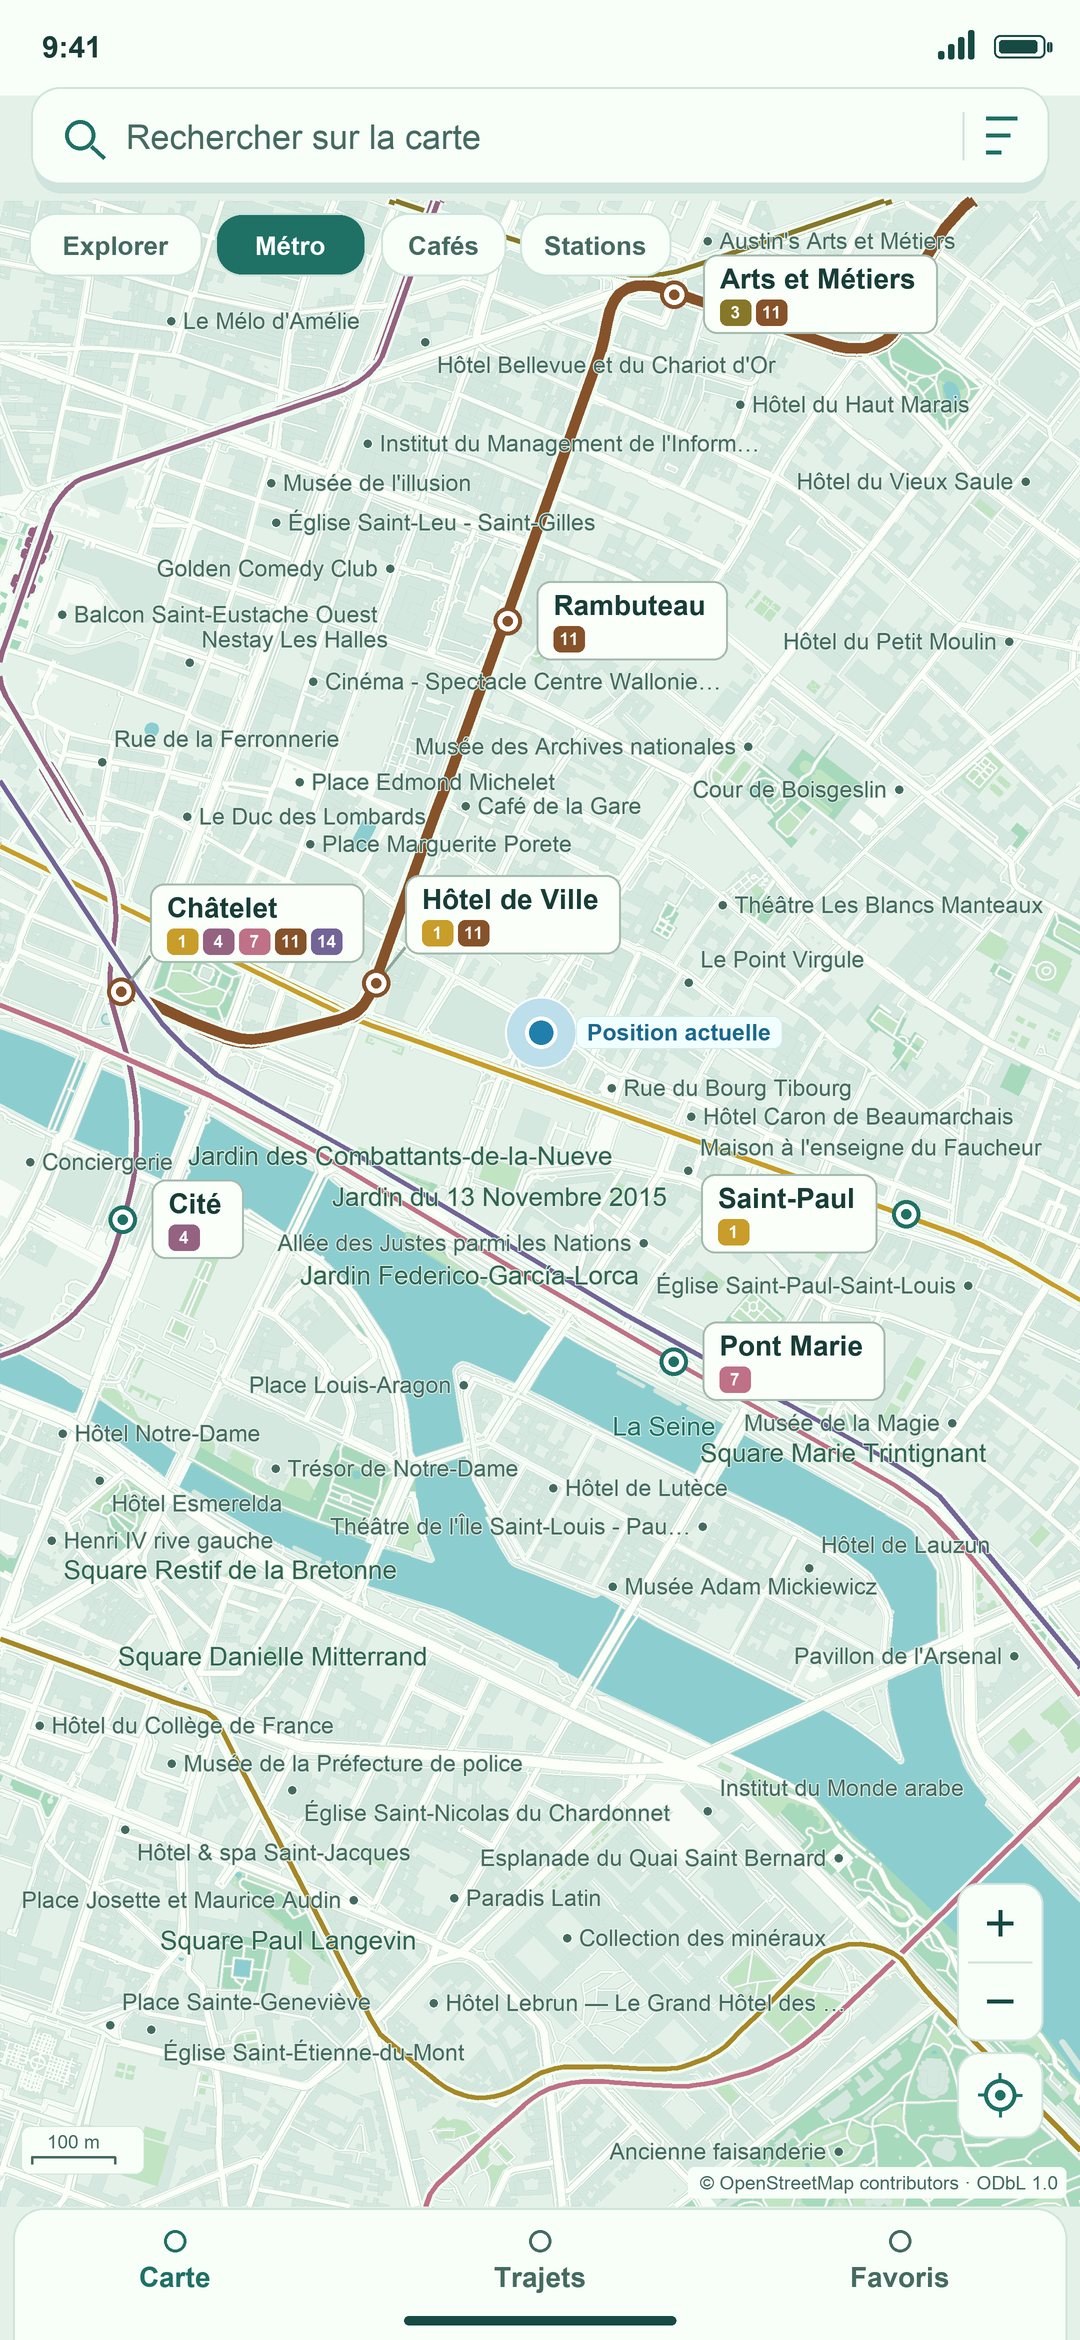 9:41
Rechercher sur la carte
Explorer
Métro
Cafés
Stations
Austin's Arts et Métiers
Arts et Métiers
3 11
Le Mélo d'Amélie
Hôtel Bellevue et du Chariot d'Or
Hôtel du Haut Marais
Institut du Management de l'Inform…
Musée de l'illusion
Hôtel du Vieux Saule
Église Saint-Leu - Saint-Gilles
Golden Comedy Club
Rambuteau
11
Balcon Saint-Eustache Ouest
Nestay Les Halles
Hôtel du Petit Moulin
Cinéma - Spectacle Centre Wallonie…
Rue de la Ferronnerie
Musée des Archives nationales
Place Edmond Michelet
Cour de Boisgeslin
Café de la Gare
Le Duc des Lombards
Place Marguerite Porete
Châtelet
1 4 7 11 14
Hôtel de Ville
1 11
Théâtre Les Blancs Manteaux
Le Point Virgule
Position actuelle
Rue du Bourg Tibourg
Hôtel Caron de Beaumarchais
Maison à l'enseigne du Faucheur
Conciergerie
Jardin des Combattants-de-la-Nueve
Cité
4
Jardin du 13 Novembre 2015
Saint-Paul
1
Allée des Justes parmi les Nations
Jardin Federico-García-Lorca
Église Saint-Paul-Saint-Louis
Pont Marie
7
Place Louis-Aragon
La Seine
Musée de la Magie
Square Marie Trintignant
Hôtel Notre-Dame
Trésor de Notre-Dame
Hôtel de Lutèce
Hôtel Esmerelda
Théâtre de l'Île Saint-Louis - Pau…
Henri IV rive gauche
Hôtel de Lauzun
Square Restif de la Bretonne
Musée Adam Mickiewicz
Square Danielle Mitterrand
Pavillon de l'Arsenal
Hôtel du Collège de France
Musée de la Préfecture de police
Institut du Monde arabe
Église Saint-Nicolas du Chardonnet
Hôtel & spa Saint-Jacques
Esplanade du Quai Saint Bernard
Place Josette et Maurice Audin
Paradis Latin
Square Paul Langevin
Collection des minéraux
Place Sainte-Geneviève
Hôtel Lebrun — Le Grand Hôtel des …
Église Saint-Étienne-du-Mont
+
−
100 m
Ancienne faisanderie
© OpenStreetMap contributors · ODbL 1.0
Carte
Trajets
Favoris